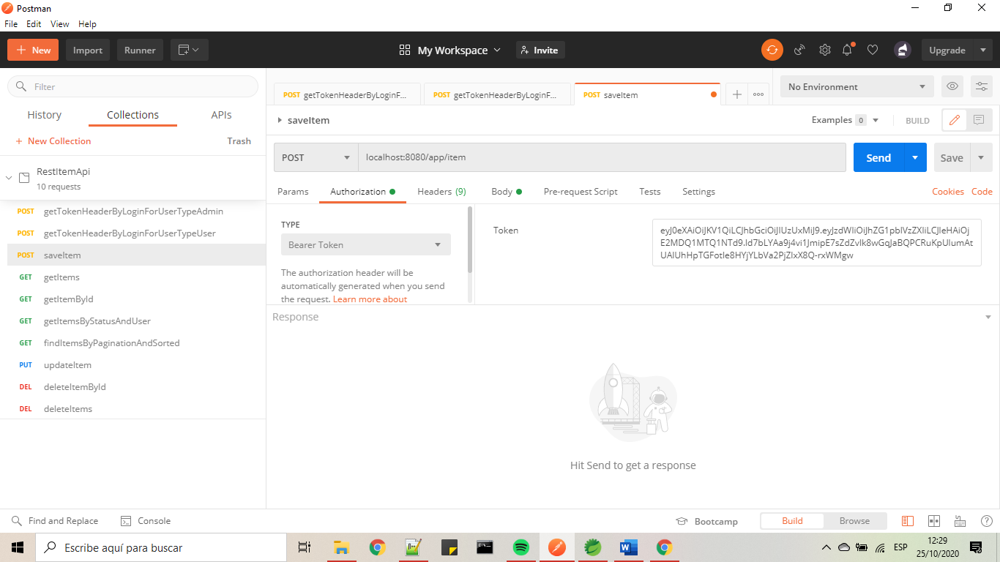 Postman
File Edit View Help
New Import Runner My Workspace Invite Upgrade
Filter
History Collections APIs
+ New Collection Trash
RestItemApi
10 requests
POST getTokenHeaderByLoginForUserTypeAdmin
POST getTokenHeaderByLoginForUserTypeUser
POST saveItem
GET getItems
GET getItemById
GET getItemsByStatusAndUser
GET findItemsByPaginationAndSorted
PUT updateItem
DEL deleteItemById
DEL deleteItems
POST getTokenHeaderByLoginF... POST getTokenHeaderByLoginF... POST saveItem No Environment
saveItem Examples 0 BUILD
POST localhost:8080/app/item Send Save
Params Authorization Headers (9) Body Pre-request Script Tests Settings Cookies Code
TYPE
Bearer Token
The authorization header will be
automatically generated when you send
the request. Learn more about
Token
Response
Hit Send to get a response
Find and Replace Console Bootcamp Build Browse
Escribe aquí para buscar ESP 12:29
25/10/2020